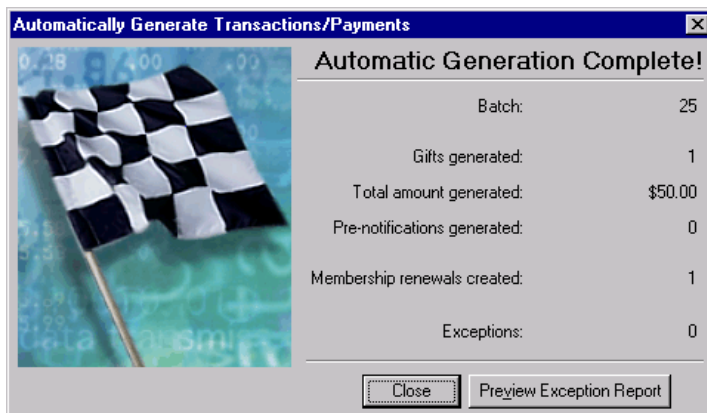 Automatically Generate Transactions/Payments
Automatic Generation Complete!
Batch: 25
Gifts generated: 1
Total amount generated: $50.00
Pre-notifications generated: 0
Membership renewals created: 1
Exceptions: 0
Close Preview Exception Report